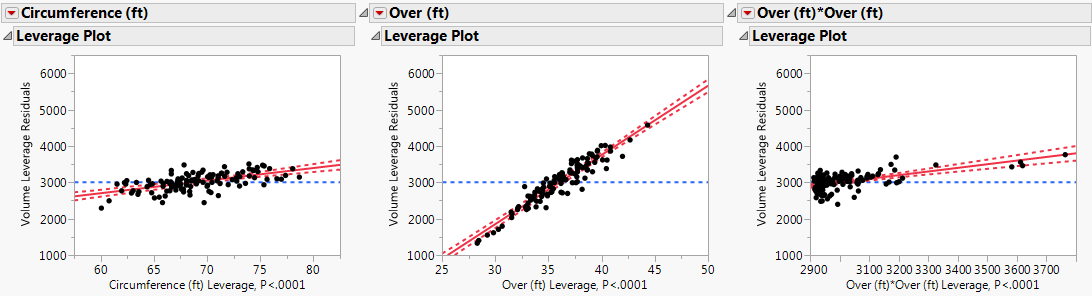 Circumference (ft)
Leverage Plot
Volume Leverage Residuals
6000
5000
4000
3000
2000
1000
60 65 70 75 80
Circumference (ft) Leverage, P<.0001
Over (ft)
Leverage Plot
Volume Leverage Residuals
6000
5000
4000
3000
2000
1000
25 30 35 40 45 50
Over (ft) Leverage, P<.0001
Over (ft)*Over (ft)
Leverage Plot
Volume Leverage Residuals
6000
5000
4000
3000
2000
1000
2900 3100 3200 3300 3400 3500 3600 3700
Over (ft)*Over (ft) Leverage, P<.0001